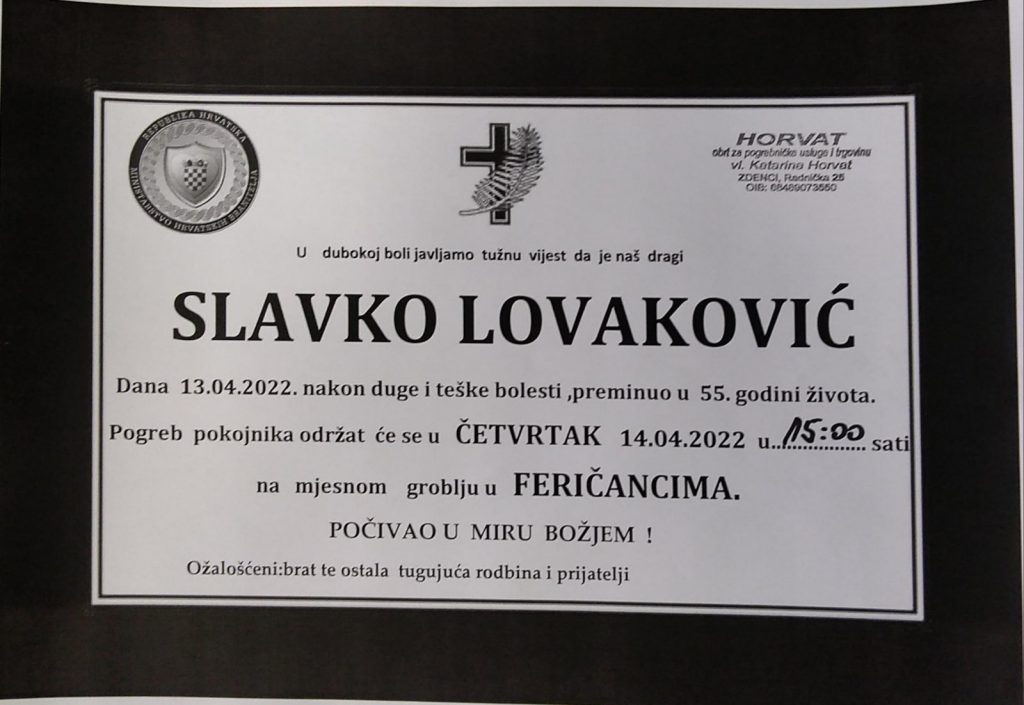 REPUBLIKA HRVATSKA
MINISTARSTVO HRVATSKIH BRANITELJA
HORVAT
obrt za pogrebničke usluge i trgovinu
vl. Katarina Horvat
ZDENCI, Radnička 25
OIB: 68489073550
U dubokoj boli javljamo tužnu vijest da je naš dragi
SLAVKO LOVAKOVIĆ
Dana 13.04.2022. nakon duge i teške bolesti ,preminuo u 55. godini života.
Pogreb pokojnika održat će se u ČETVRTAK 14.04.2022 u..15:00 sati
na mjesnom groblju u FERIČANCIMA.
POČIVAO U MIRU BOŽJEM !
Ožalošćeni:brat te ostala tugujuća rodbina i prijatelji